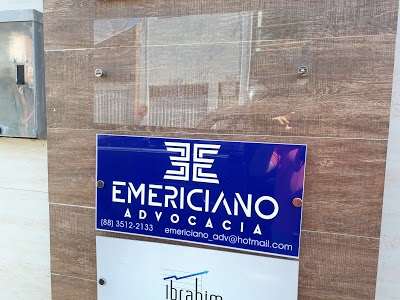 EMERICIANO
ADVOCACIA
(88) 3512-2133 emericiano_adv@hotmail.com
ibrahim